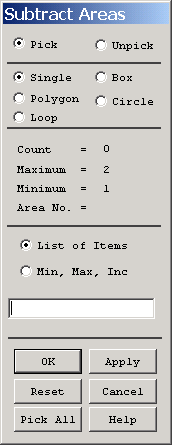 Subtract Areas
Pick Unpick
Single Box
Polygon Circle
Loop
Count = 0
Maximum = 2
Minimum = 1
Area No. =
List of Items
Min, Max, Inc
OK Apply
Reset Cancel
Pick All Help